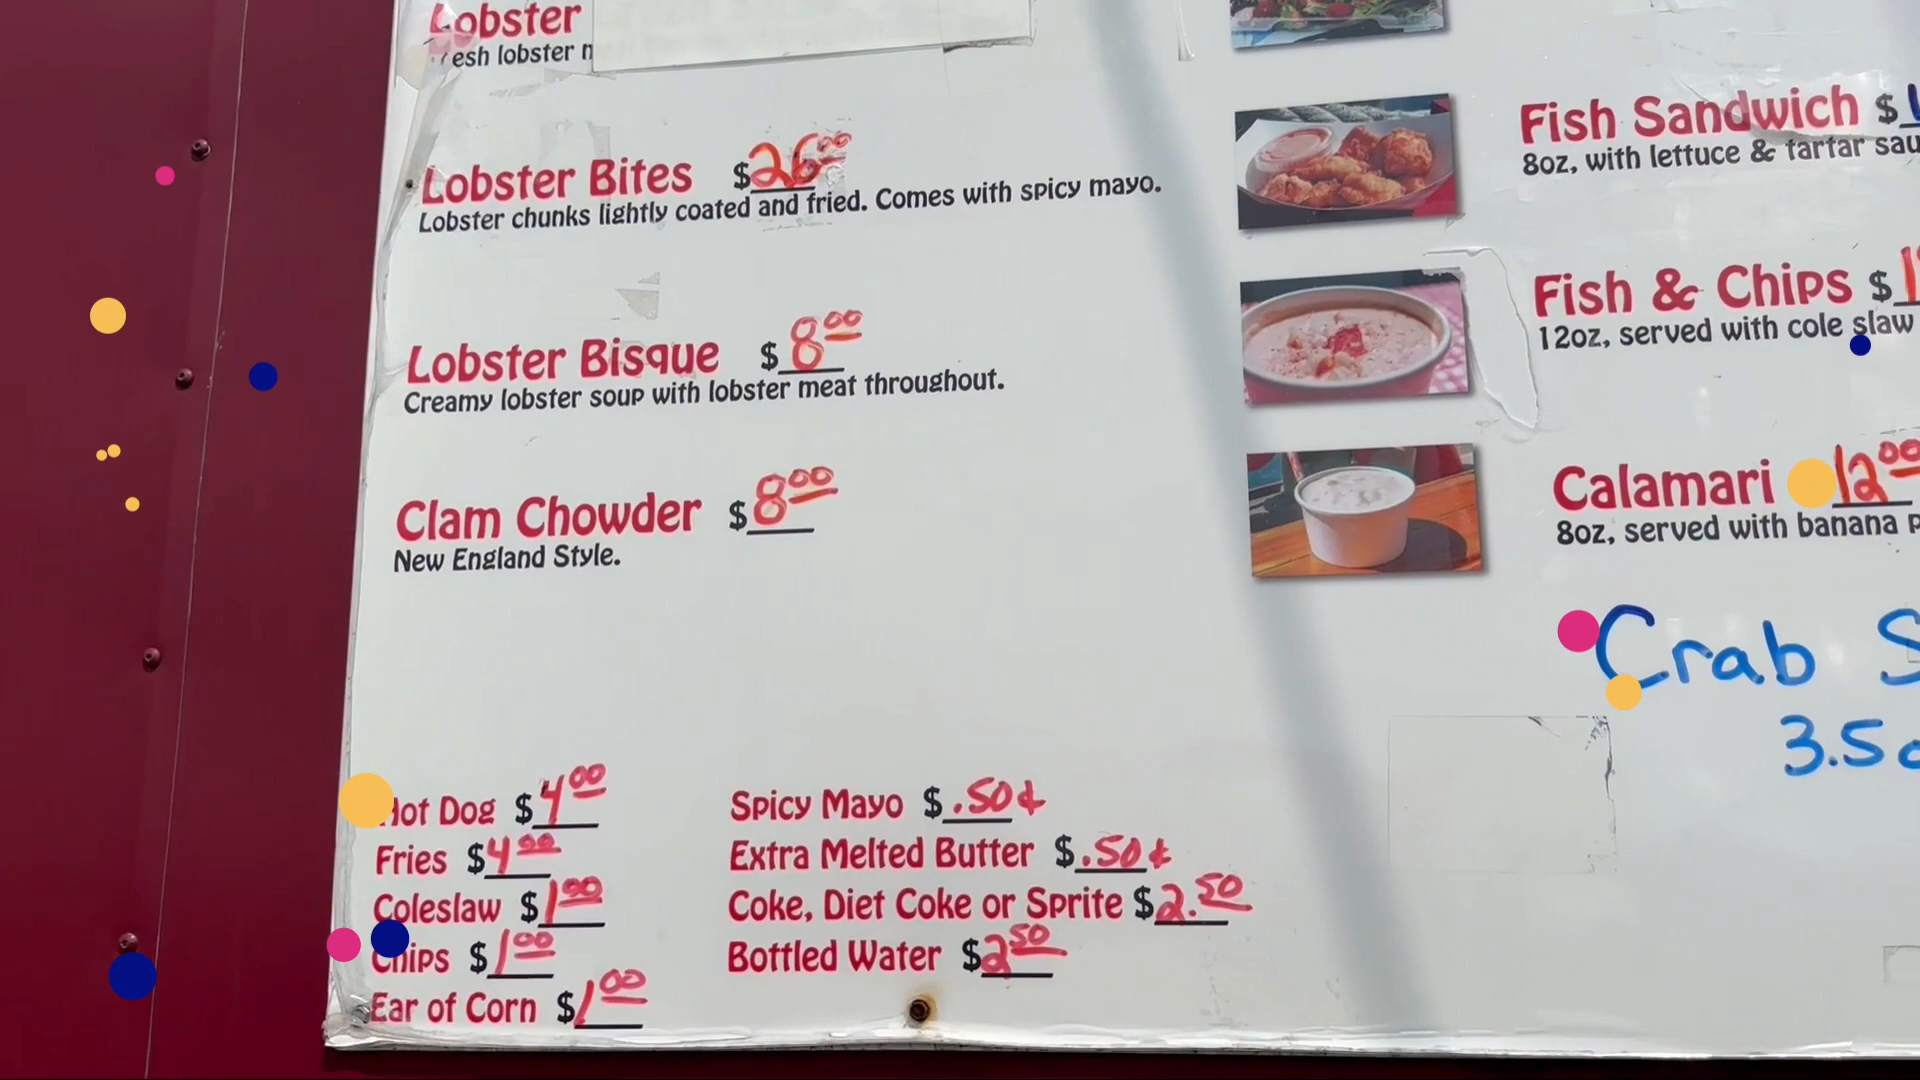 Lobster
esh lobster
Lobster Bites $26.00
Lobster chunks lightly coated and fried. Comes with spicy mayo.
Lobster Bisque $8.00
Creamy lobster soup with lobster meat throughout.
Clam Chowder $8.00
New England Style.
Hot Dog $4.00
Fries $4.00
Coleslaw $1.00
Chips $1.00
Ear of Corn $1.00
Spicy Mayo $.50¢
Extra Melted Butter $.50¢
Coke, Diet Coke or Sprite $2.50
Bottled Water $2.50
Fish Sandwich $
8oz, with lettuce & tartar
Fish & Chips $
12oz, served with cole slaw
Calamari 12.00
8oz, served with banana
Crab
3.5